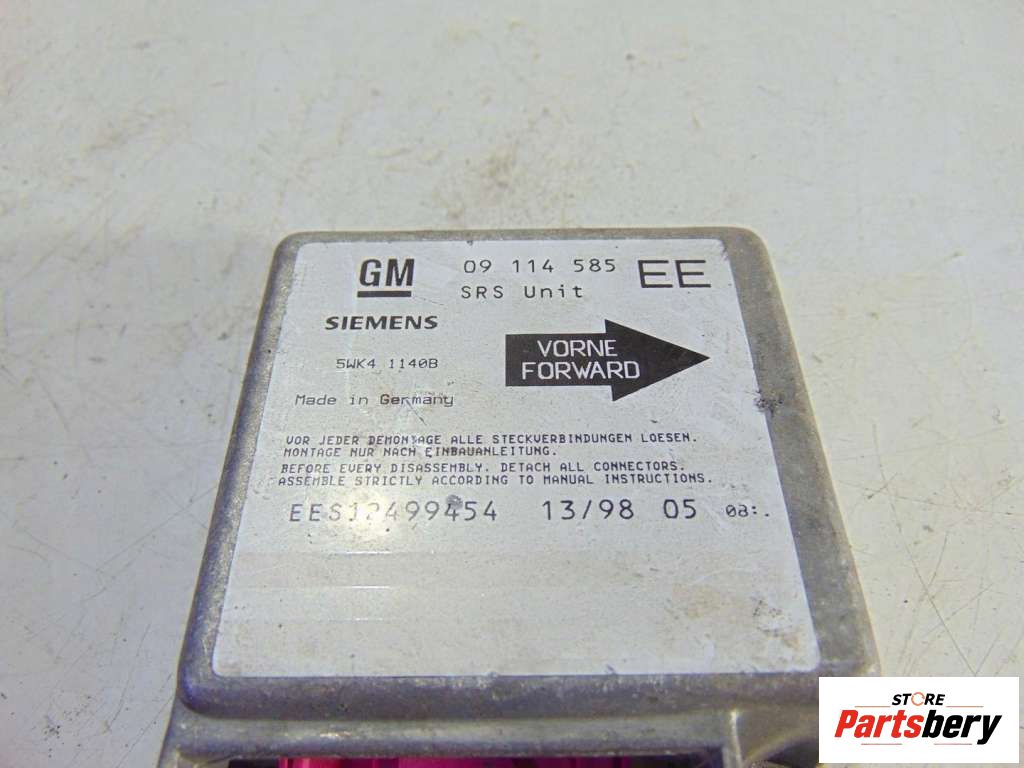 GM 09 114 585 EE
SRS Unit
SIEMENS
5WK4 1140B
VORNE
FORWARD
Made in Germany
VOR JEDER DEMONTAGE ALLE STECKVERBINDUNGEN LOESEN.
MONTAGE NUR NACH EINBAUANLEITUNG.
BEFORE EVERY DISASSEMBLY. DETACH ALL CONNECTORS.
ASSEMBLE STRICTLY ACCORDING TO MANUAL INSTRUCTIONS.
EES12499454 13/98 05
STORE
Partsbery